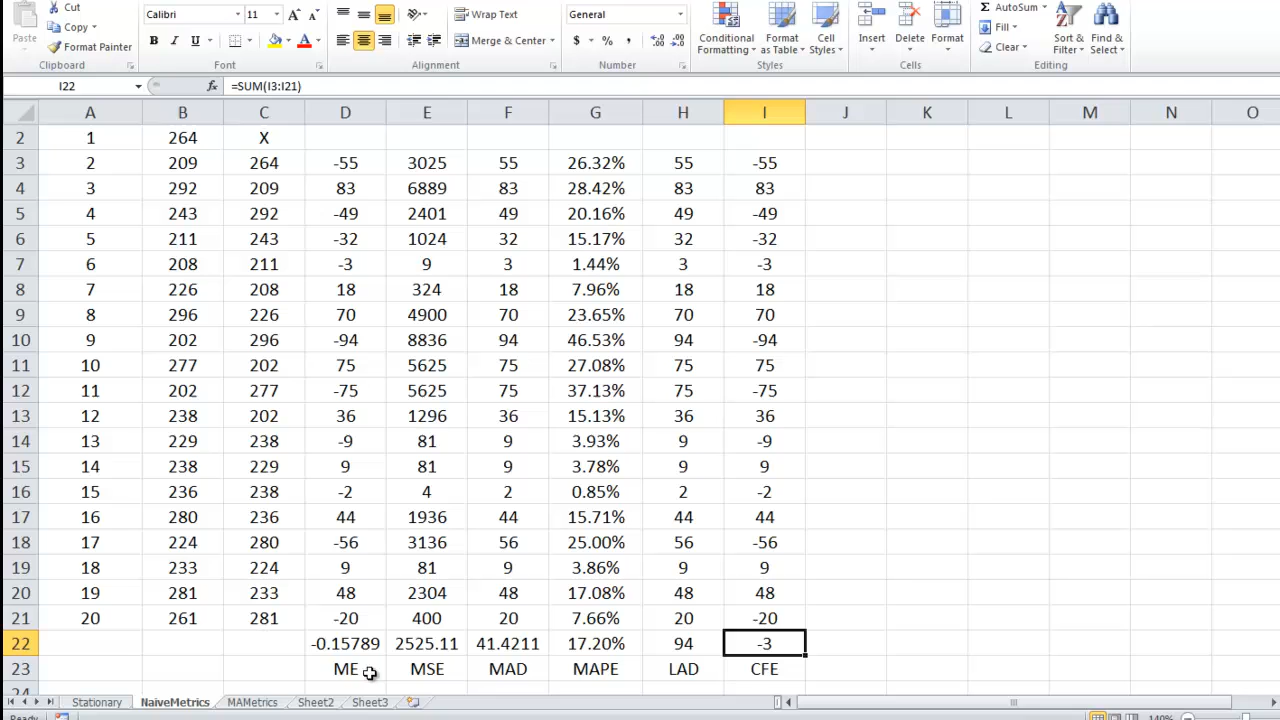 Cut Calibri 11 Wrap Text General Σ AutoSum
Copy Fill
Paste Format Painter B I U Merge & Center $ % , Conditional Formatting Format as Table Cell Styles Insert Delete Format Clear Sort & Filter Find & Select
Clipboard Font Alignment Number Styles Cells Editing
I22 fx =SUM(I3:I21)
A B C D E F G H I J K L M N O
2 1 264 X
3 2 209 264 -55 3025 55 26.32% 55 -55
4 3 292 209 83 6889 83 28.42% 83 83
5 4 243 292 -49 2401 49 20.16% 49 -49
6 5 211 243 -32 1024 32 15.17% 32 -32
7 6 208 211 -3 9 3 1.44% 3 -3
8 7 226 208 18 324 18 7.96% 18 18
9 8 296 226 70 4900 70 23.65% 70 70
10 9 202 296 -94 8836 94 46.53% 94 -94
11 10 277 202 75 5625 75 27.08% 75 75
12 11 202 277 -75 5625 75 37.13% 75 -75
13 12 238 202 36 1296 36 15.13% 36 36
14 13 229 238 -9 81 9 3.93% 9 -9
15 14 238 229 9 81 9 3.78% 9 9
16 15 236 238 -2 4 2 0.85% 2 -2
17 16 280 236 44 1936 44 15.71% 44 44
18 17 224 280 -56 3136 56 25.00% 56 -56
19 18 233 224 9 81 9 3.86% 9 9
20 19 281 233 48 2304 48 17.08% 48 48
21 20 261 281 -20 400 20 7.66% 20 -20
22 -0.15789 2525.11 41.4211 17.20% 94 -3
23 ME MSE MAD MAPE LAD CFE
24
Stationary NaiveMetrics MAMetrics Sheet2 Sheet3
Ready 140%